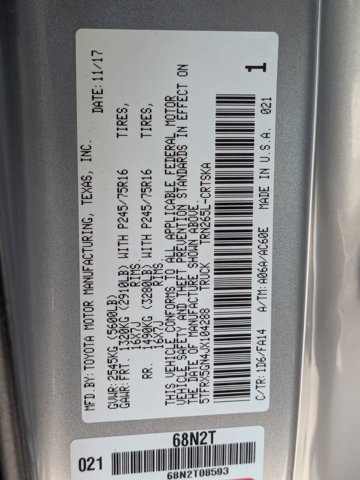 MFD.BY:TOYOTA MOTOR MANUFACTURING, TEXAS, INC. DATE: 11/17
GVWR:2545KG (5600LB)
GAWR:FRT. 1320KG (2910LB) WITH P245/75R16 TIRES,
16X7J RIMS
RR. 1490KG (3280LB) WITH P245/75R16 TIRES,
16X7J RIMS
THIS VEHICLE CONFORMS TO ALL APPLICABLE FEDERAL MOTOR
VEHICLE SAFETY AND THEFT PREVENTION STANDARDS IN EFFECT ON
THE DATE OF MANUFACTURE SHOWN ABOVE.
5TFRX5GN4JX104288 TRUCK TRN265L-CRTSKA
1
C/TR:1D6/FA14 A/TM:A06A/AC60E MADE IN U.S.A. 021
68N2T
021
68N2T08593